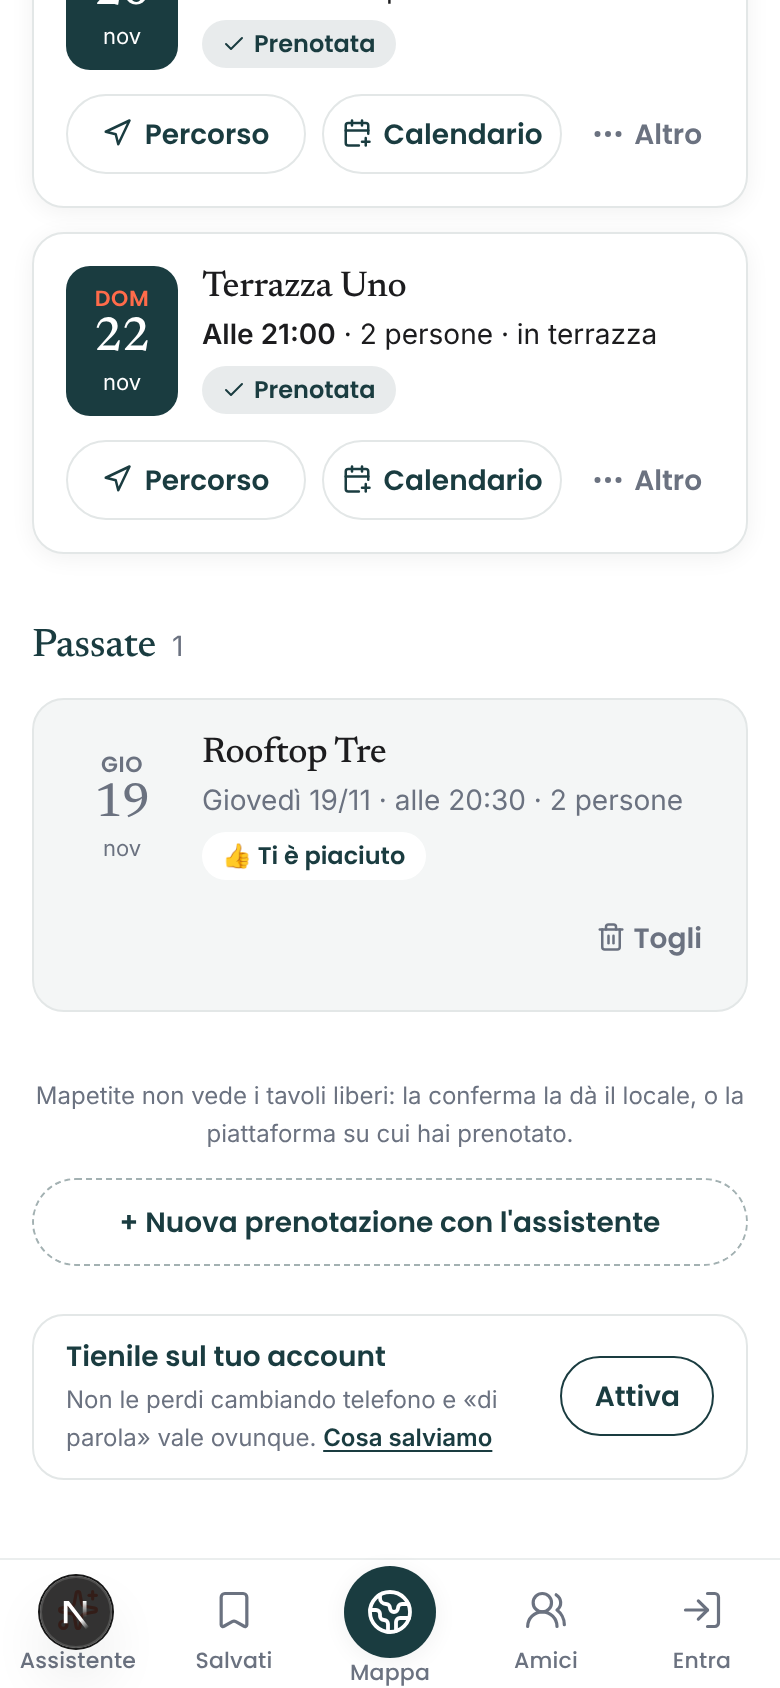 nov
✓ Prenotata
Percorso
Calendario
••• Altro
DOM
22
nov
Terrazza Uno
Alle 21:00 · 2 persone · in terrazza
✓ Prenotata
Percorso
Calendario
••• Altro
Passate 1
GIO
19
nov
Rooftop Tre
Giovedì 19/11 · alle 20:30 · 2 persone
👍 Ti è piaciuto
Togli
Mapetite non vede i tavoli liberi: la conferma la dà il locale, o la
piattaforma su cui hai prenotato.
+ Nuova prenotazione con l'assistente
Tienile sul tuo account
Non le perdi cambiando telefono e «di
parola» vale ovunque. Cosa salviamo
Attiva
N
Assistente
Salvati
Mappa
Amici
Entra